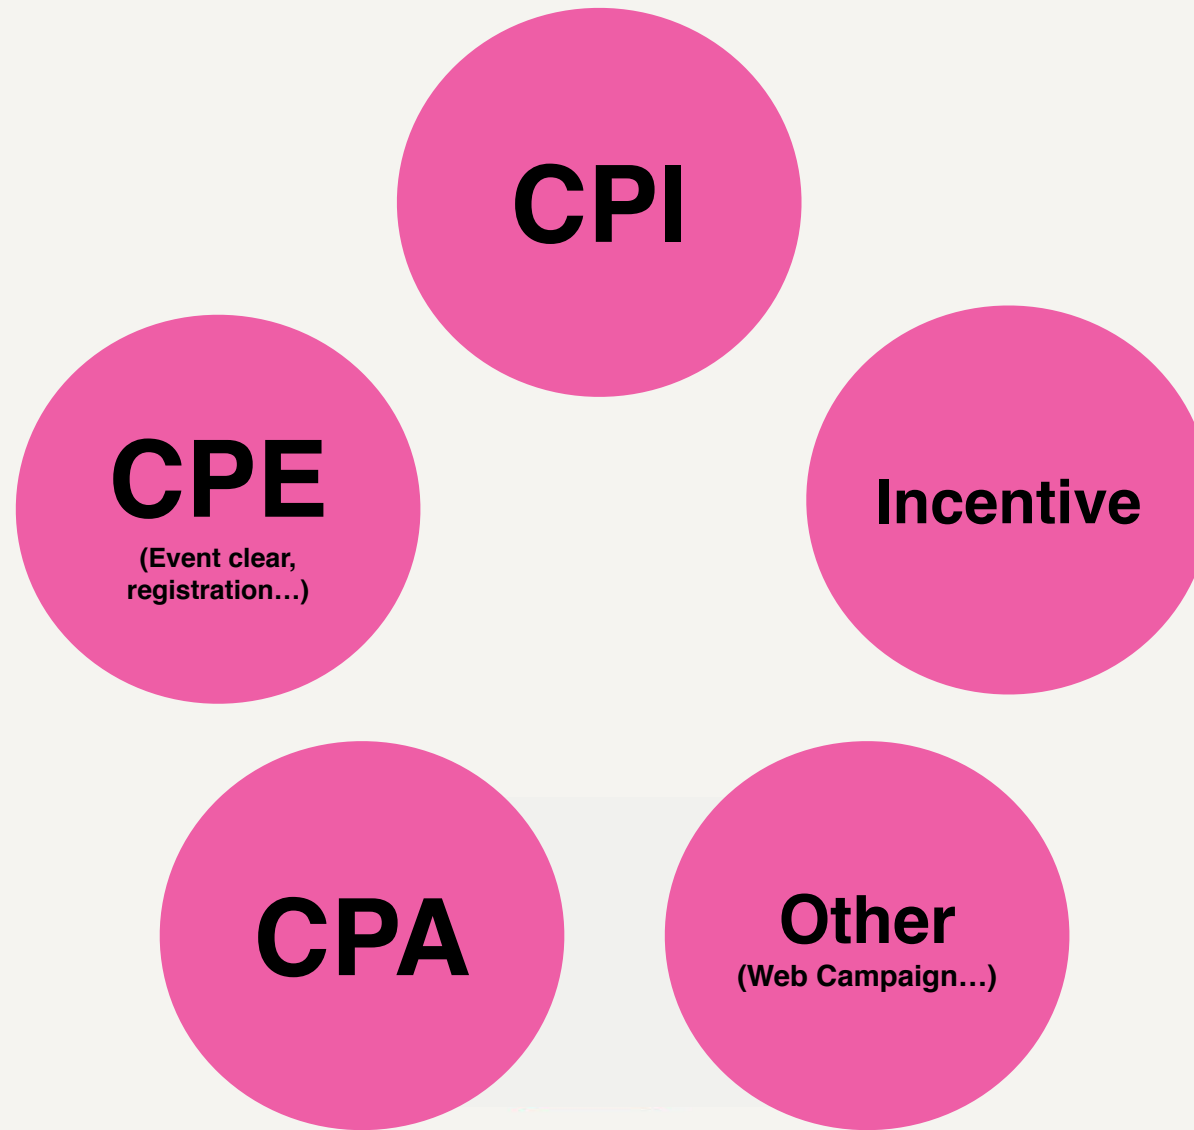 CPI
CPE
(Event clear,
registration...)
Incentive
CPA
Other
(Web Campaign...)